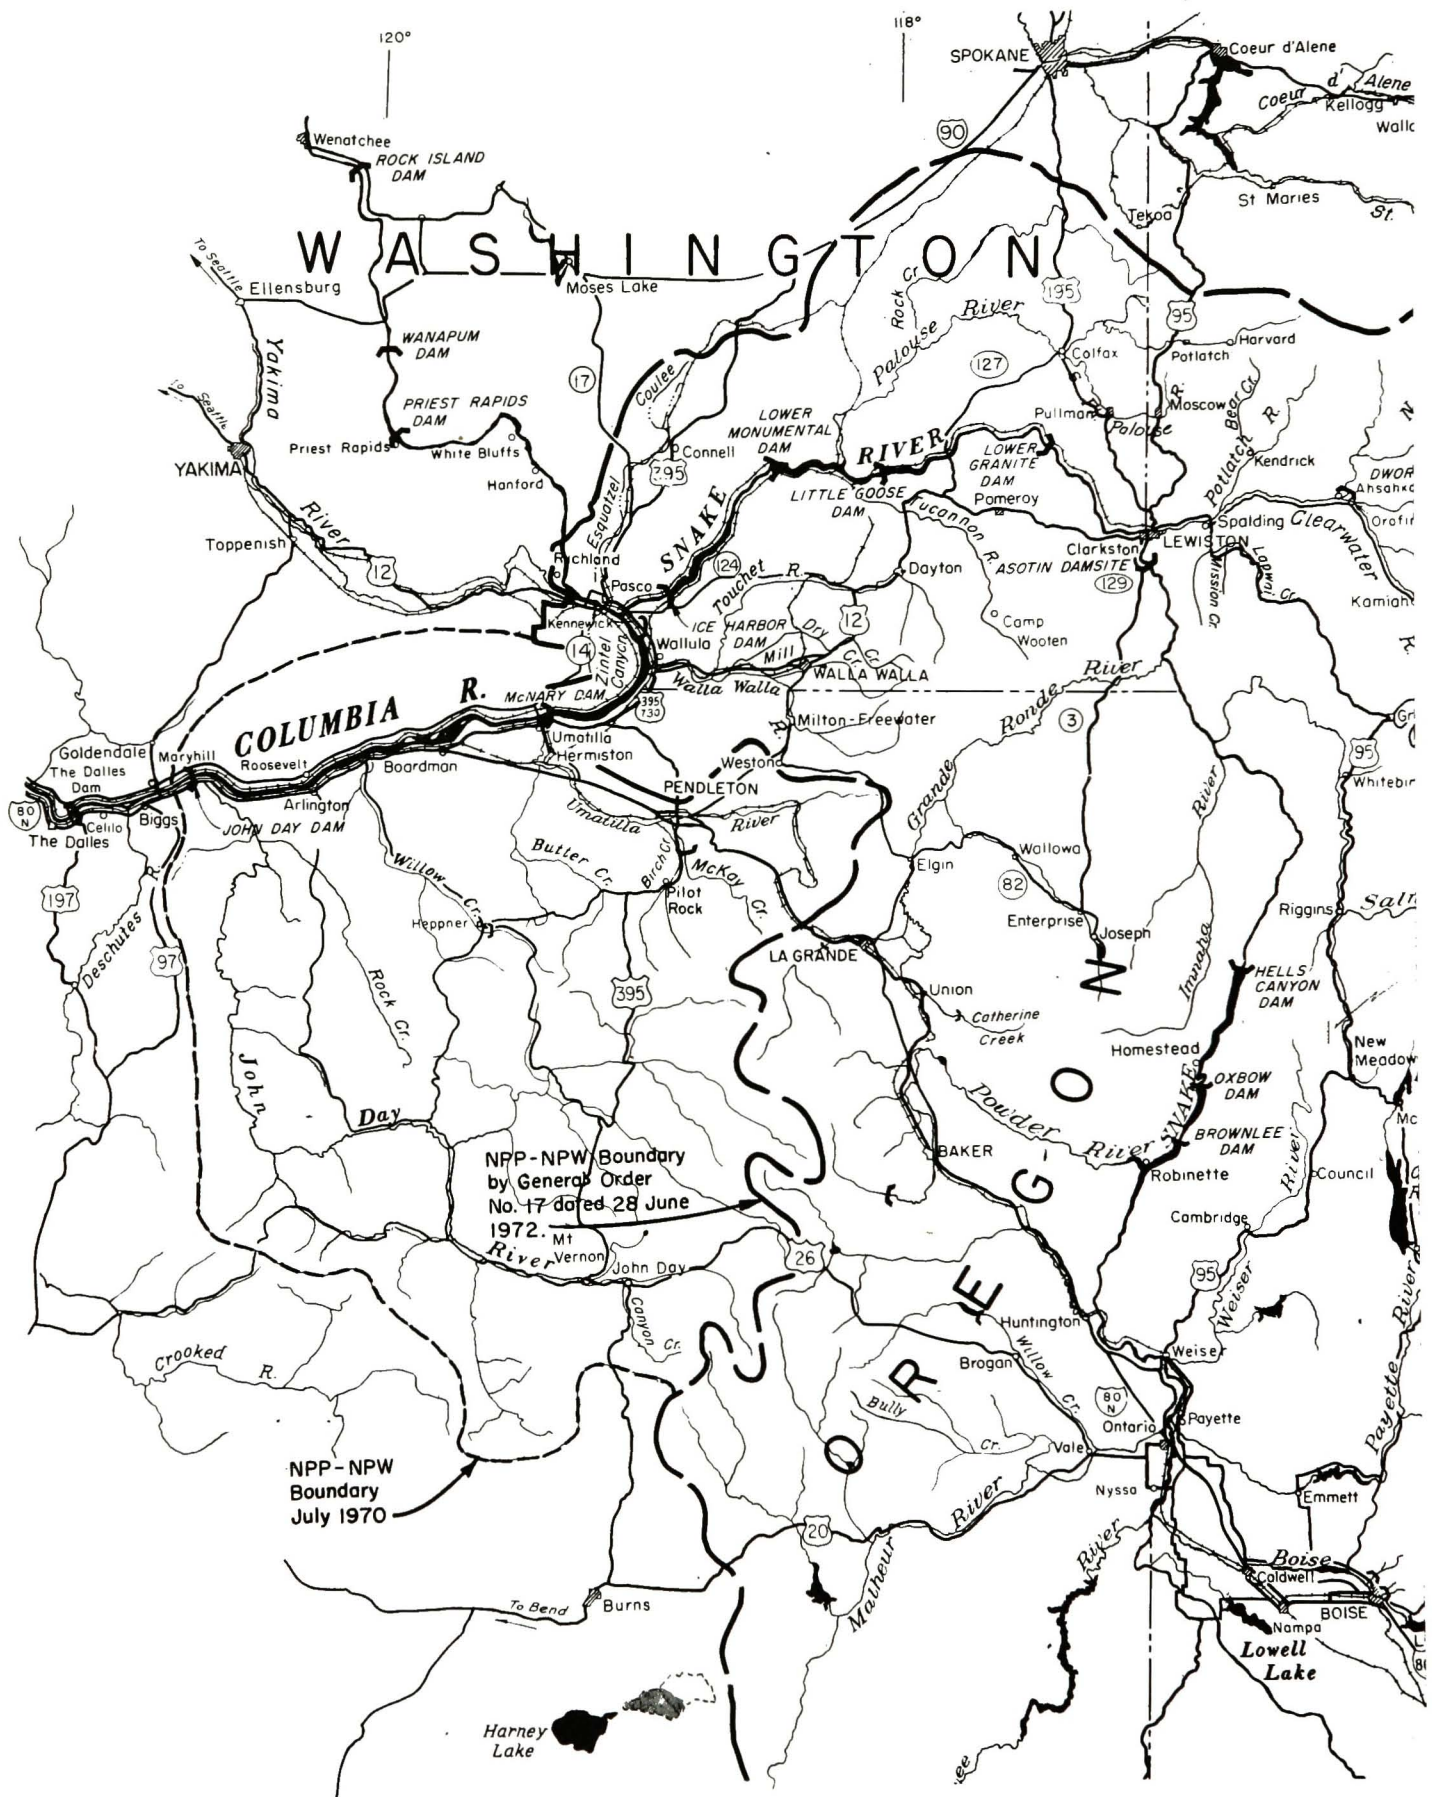 120°
118°
SPOKANE
Coeur d'Alene
Coeur d' Alene
Kellogg
Wenatchee
ROCK ISLAND
DAM
90
St Maries
St.
Tekoa
WASHINGTON
To Seattle
Ellensburg
Moses Lake
Rock Cr.
195
Palouse River
95
WANAPUM
DAM
Yakima
River
Harvard
Potlatch
Colfax
127
17
Coulee
To Seattle
PRIEST RAPIDS
DAM
Priest Rapids
White Bluffs
Hanford
LOWER
MONUMENTAL
DAM
Pullman
Moscow
Palouse
R.
Bear Cr.
Potlatch R.
N
YAKIMA
Connell
395
SNAKE
RIVER
LOWER
GRANITE
DAM
Kendrick
LITTLE GOOSE
DAM
Pomeroy
Tucannon R.
Esquatzel
Toppenish
12
Richland
Spalding
Clearwater
Clarkston
LEWISTON
ASOTIN DAMSITE
129
Lapwai Cr
Mission Cr.
Pasco
124
Touchet R.
Dayton
Camp
Wooten
Kennewick
14
Zintel
Canyon
ICE HARBOR
DAM
Dry
Cr.
12
Wallula
Mill
Cr.
Walla Walla
R.
WALLA WALLA
Grande Ronde River
COLUMBIA R.
McNARY DAM
395
730
3
Milton-Freewater
Umatilla
Hermiston
Goldendale
Maryhill
Roosevelt
Boardman
The Dalles
Dam
Arlington
Weston
PENDLETON
95
80
N
Celilo
Biggs
The Dalles
JOHN DAY DAM
Umatilla River
Butter Cr.
Birch Cr.
McKay Cr.
Pilot
Rock
Willow Cr.
Heppner
Elgin
Wallowa
82
Enterprise
Joseph
River
Imnaha
Riggins
197
Deschutes R.
97
Rock Cr.
395
LA GRANDE
Union
Catherine
Creek
HELLS
CANYON
DAM
OREGON
New
Homestead
OXBOW
DAM
SNAKE
John
Day
River
Powder River
BROWNLEE
DAM
BAKER
Robinette
Council
NPP-NPW Boundary
by General Order
No. 17 dated 28 June
1972.
Mt
Vernon
John Day
26
Cambridge
River
95
Weiser
Canyon Cr.
Crooked R.
Huntington
Brogan
Willow Cr.
Weiser
Payette River
80
N
Ontario
Payette
Bully Cr.
Vale
Nyssa
NPP-NPW
Boundary
July 1970
20
Malheur River
River
Emmett
Boise
Caldwell
BOISE
Nampa
Lowell
Lake
Burns
To Bend
Harney
Lake